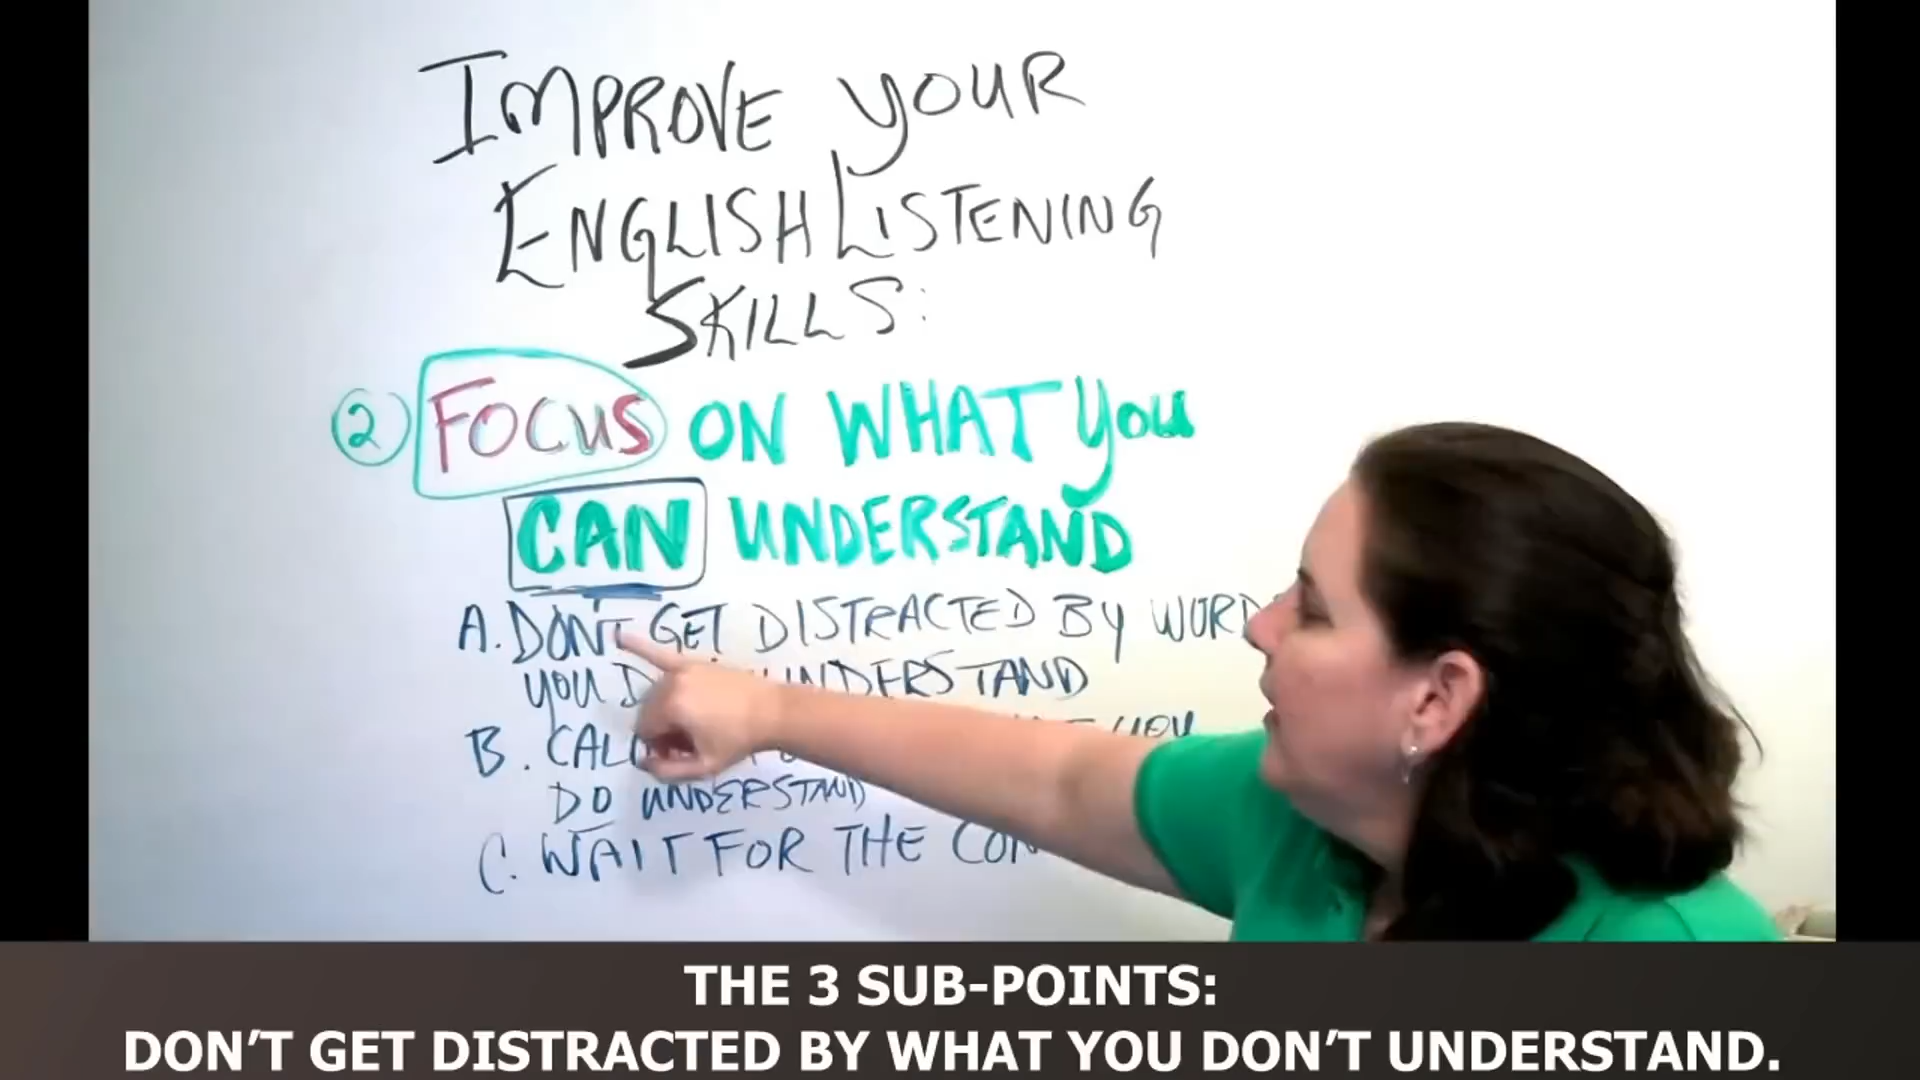 IMPROVE YOUR
ENGLISH LISTENING
SKILLS:
2 FOCUS ON WHAT YOU
CAN UNDERSTAND
A. DON'T GET DISTRACTED BY
YOU UNDERSTAND
B. YOU
DO UNDERSTAND
C. WAIT FOR THE
THE 3 SUB-POINTS:
DON'T GET DISTRACTED BY WHAT YOU DON'T UNDERSTAND.